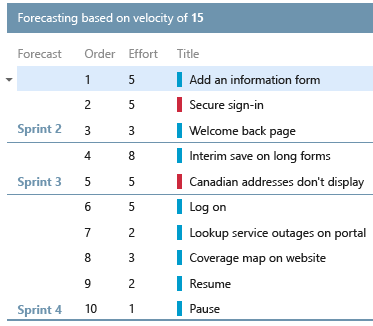 Forecasting based on velocity of 15
Forecast Order Effort Title
1 5 Add an information form
2 5 Secure sign-in
Sprint 2 3 3 Welcome back page
4 8 Interim save on long forms
Sprint 3 5 5 Canadian addresses don't display
6 5 Log on
7 2 Lookup service outages on portal
8 3 Coverage map on website
9 2 Resume
Sprint 4 10 1 Pause